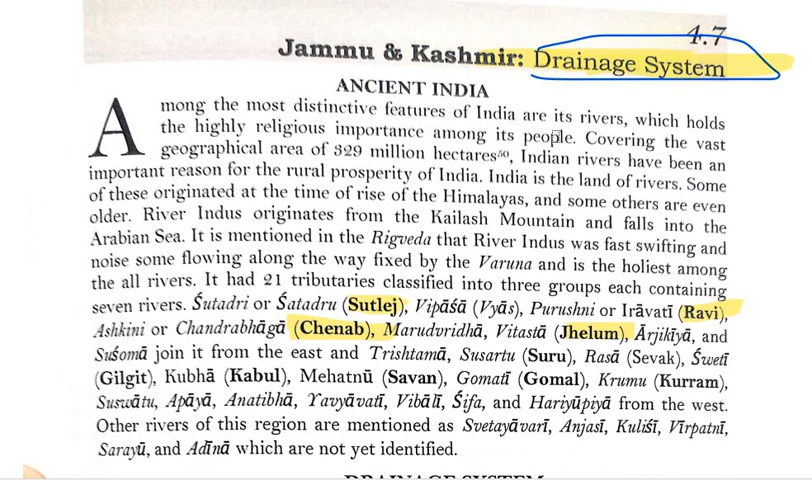 4.7
Jammu & Kashmir: Drainage System
ANCIENT INDIA
Among the most distinctive features of India are its rivers, which holds
the highly religious importance among its people. Covering the vast
geographical area of 329 million hectares⁵⁰, Indian rivers have been an
important reason for the rural prosperity of India. India is the land of rivers. Some
of these originated at the time of rise of the Himalayas, and some others are even
older. River Indus originates from the Kailash Mountain and falls into the
Arabian Sea. It is mentioned in the Rigveda that River Indus was fast swifting and
noise some flowing along the way fixed by the Varuna and is the holiest among
the all rivers. It had 21 tributaries classified into three groups each containing
seven rivers. Śutadri or Śatadru (Sutlej), Vipāśā (Vyās), Purushni or Irāvatī (Ravi),
Ashkini or Chandrabhāgā (Chenab), Marudvridhā, Vitastā (Jhelum), Ārjikīyā, and
Suśomā join it from the east and Trishtamā, Susartu (Suru), Rasā (Sevak), Śwetī
(Gilgit), Kubhā (Kabul), Mehatnū (Savan), Gomatī (Gomal), Krumu (Kurram),
Suswātu, Apāyā, Anatibhā, Yavyāvatī, Vibālī, Śifa, and Hariyūpiyā from the west.
Other rivers of this region are mentioned as Svetayāvarī, Anjasī, Kuliśī, Vīrpatnī,
Sarayū, and Adīnā which are not yet identified.
DRAINAGE SYSTEM